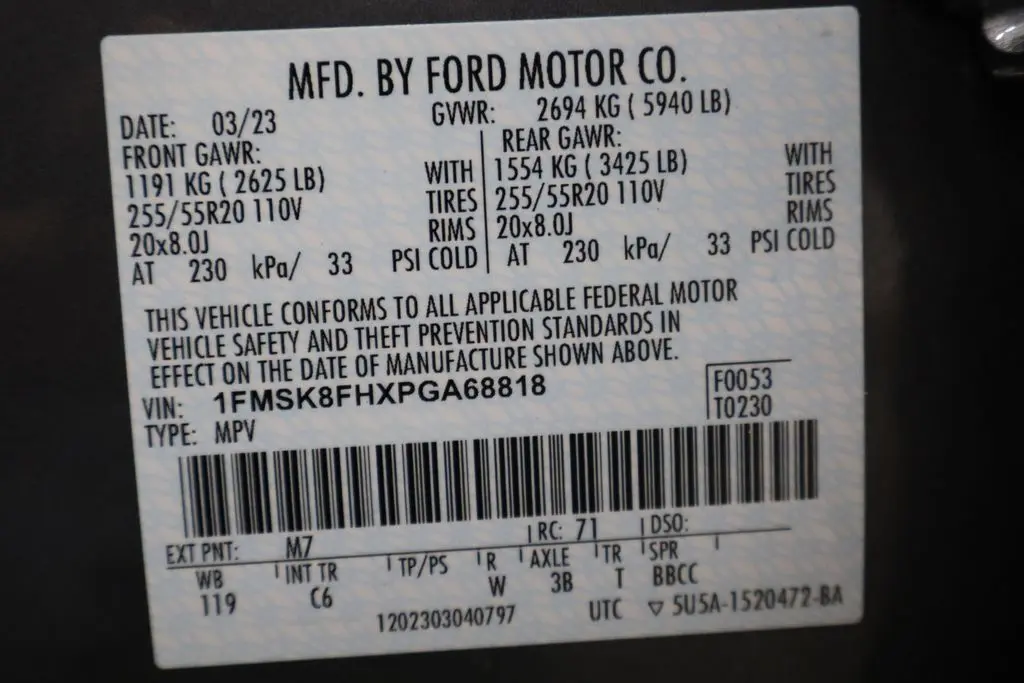 MFD. BY FORD MOTOR CO.
DATE: 03/23 GVWR: 2694 KG ( 5940 LB)
FRONT GAWR: REAR GAWR:
1191 KG ( 2625 LB) WITH 1554 KG ( 3425 LB) WITH
255/55R20 110V TIRES 255/55R20 110V TIRES
20x8.0J RIMS 20x8.0J RIMS
AT 230 kPa/ 33 PSI COLD AT 230 kPa/ 33 PSI COLD
THIS VEHICLE CONFORMS TO ALL APPLICABLE FEDERAL MOTOR
VEHICLE SAFETY AND THEFT PREVENTION STANDARDS IN
EFFECT ON THE DATE OF MANUFACTURE SHOWN ABOVE.
VIN: 1FMSK8FHXPGA68818 F0053
TYPE: MPV T0230
EXT PNT: M7 RC: 71 DSO:
WB INT TR TP/PS R AXLE TR SPR
119 C6 W 3B T BBCC
1202303040797 UTC ▽ 5U5A-1520472-BA